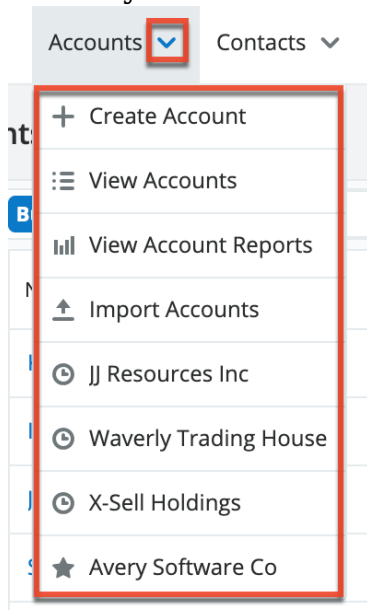 Accounts Contacts
Create Account
View Accounts
View Account Reports
Import Accounts
JJ Resources Inc
Waverly Trading House
X-Sell Holdings
Avery Software Co